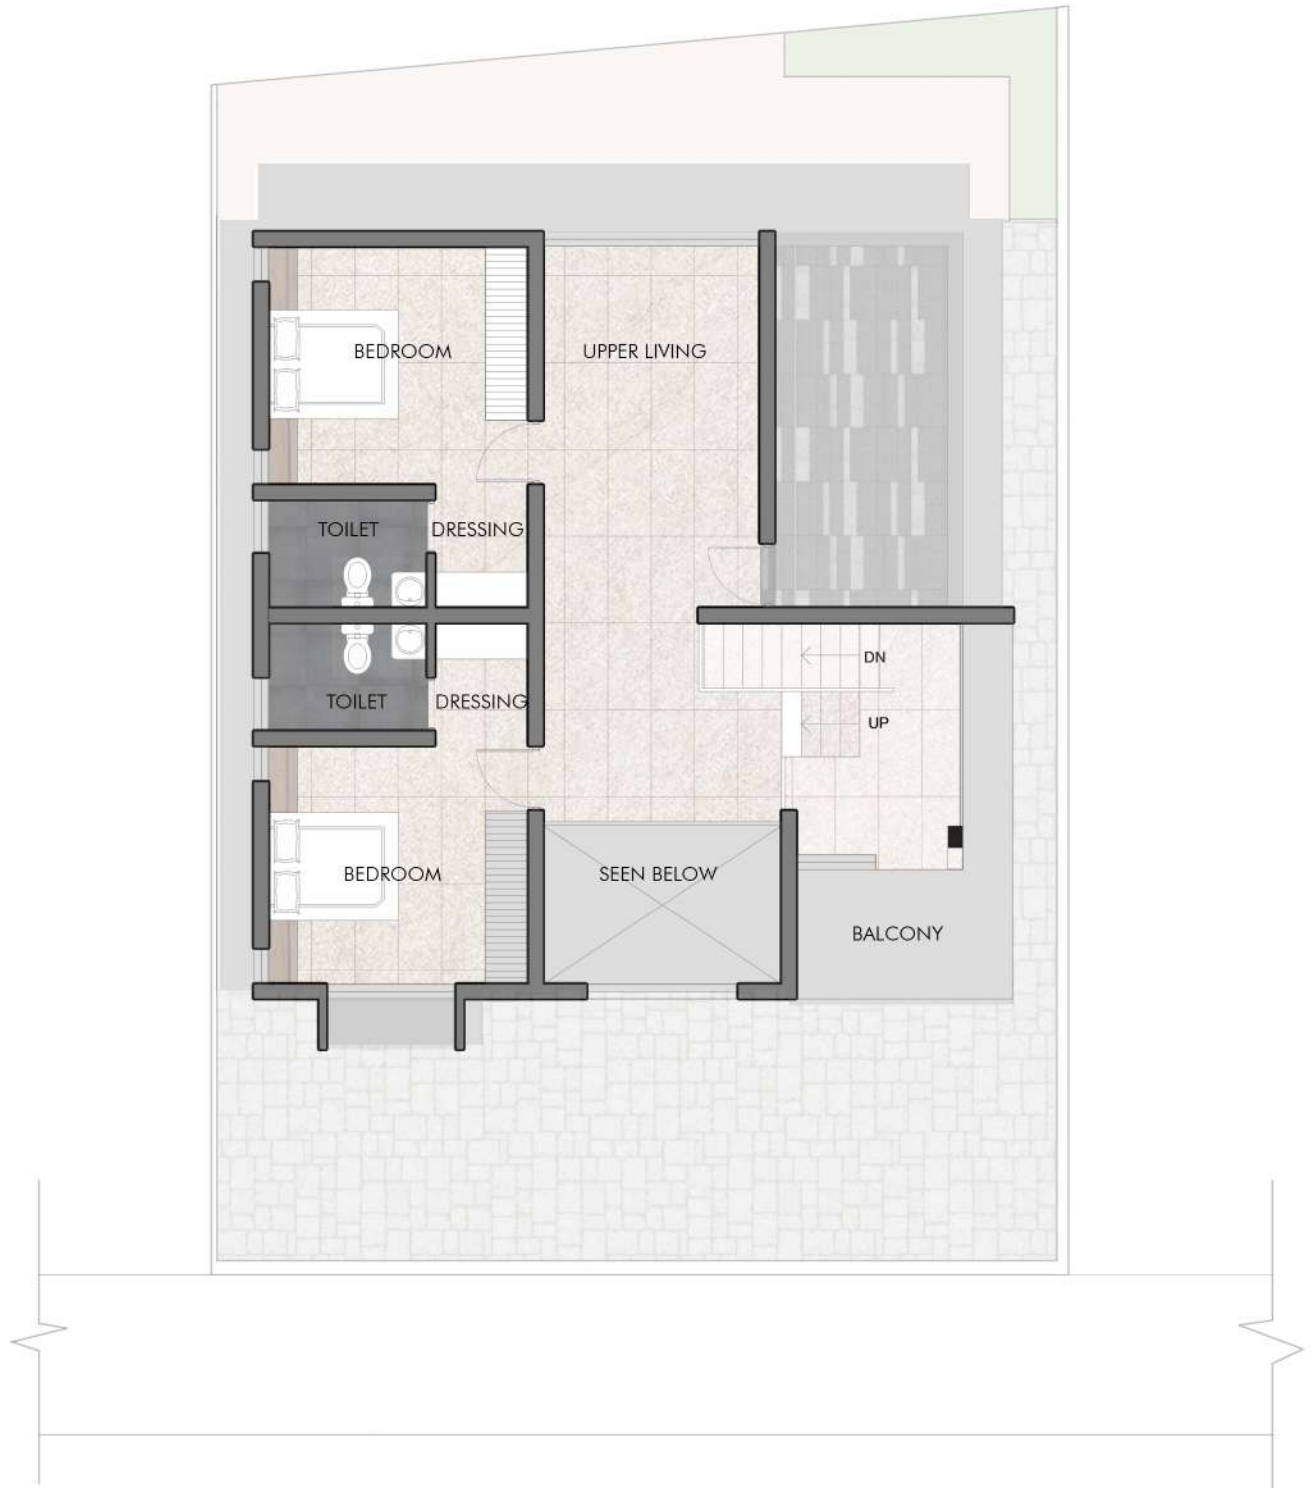 BEDROOM
UPPER LIVING
TOILET
DRESSING
DN
TOILET
DRESSING
UP
BEDROOM
SEEN BELOW
BALCONY